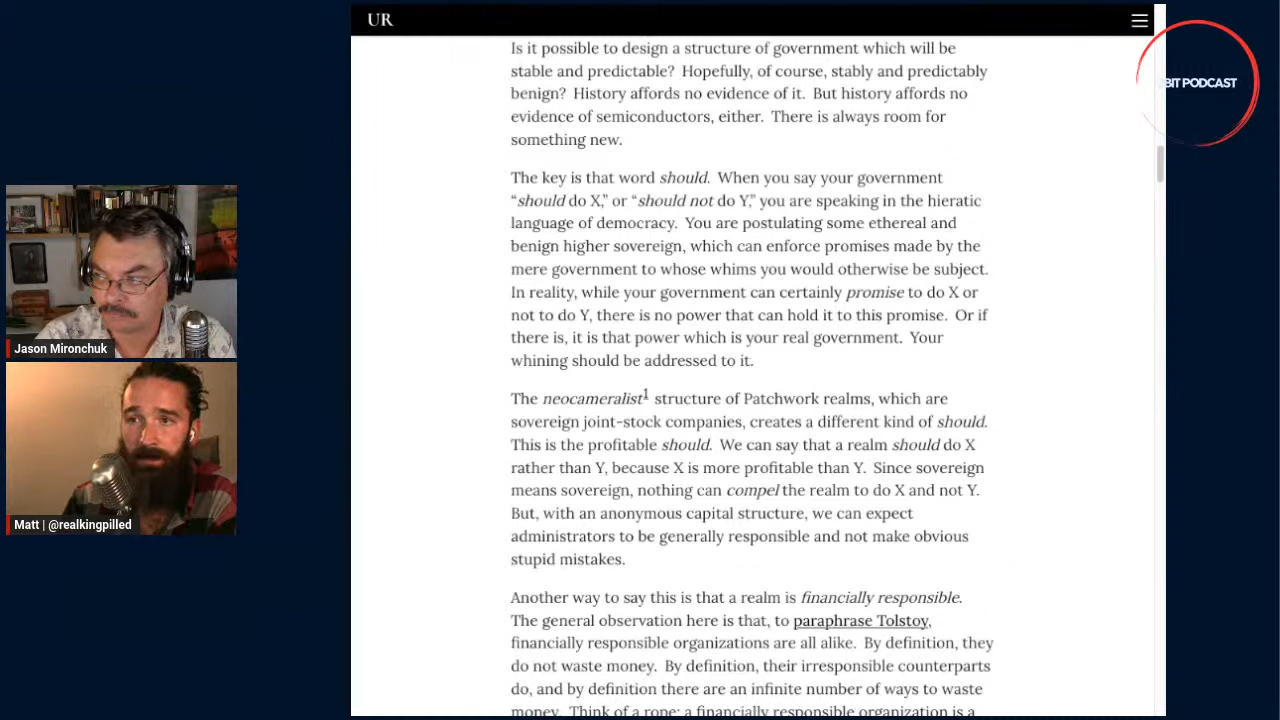 UR
BIT PODCAST
Is it possible to design a structure of government which will be
stable and predictable? Hopefully, of course, stably and predictably
benign? History affords no evidence of it. But history affords no
evidence of semiconductors, either. There is always room for
something new.
The key is that word should. When you say your government
“should do X,” or “should not do Y,” you are speaking in the hieratic
language of democracy. You are postulating some ethereal and
benign higher sovereign, which can enforce promises made by the
mere government to whose whims you would otherwise be subject.
In reality, while your government can certainly promise to do X or
not to do Y, there is no power that can hold it to this promise. Or if
there is, it is that power which is your real government. Your
whining should be addressed to it.
The neocameralist1 structure of Patchwork realms, which are
sovereign joint-stock companies, creates a different kind of should.
This is the profitable should. We can say that a realm should do X
rather than Y, because X is more profitable than Y. Since sovereign
means sovereign, nothing can compel the realm to do X and not Y.
But, with an anonymous capital structure, we can expect
administrators to be generally responsible and not make obvious
stupid mistakes.
Another way to say this is that a realm is financially responsible.
The general observation here is that, to paraphrase Tolstoy,
financially responsible organizations are all alike. By definition, they
do not waste money. By definition, their irresponsible counterparts
do, and by definition there are an infinite number of ways to waste
money. Think of a rope: a financially responsible organization is a
Jason Mironchuk
Matt | @realkingpilled